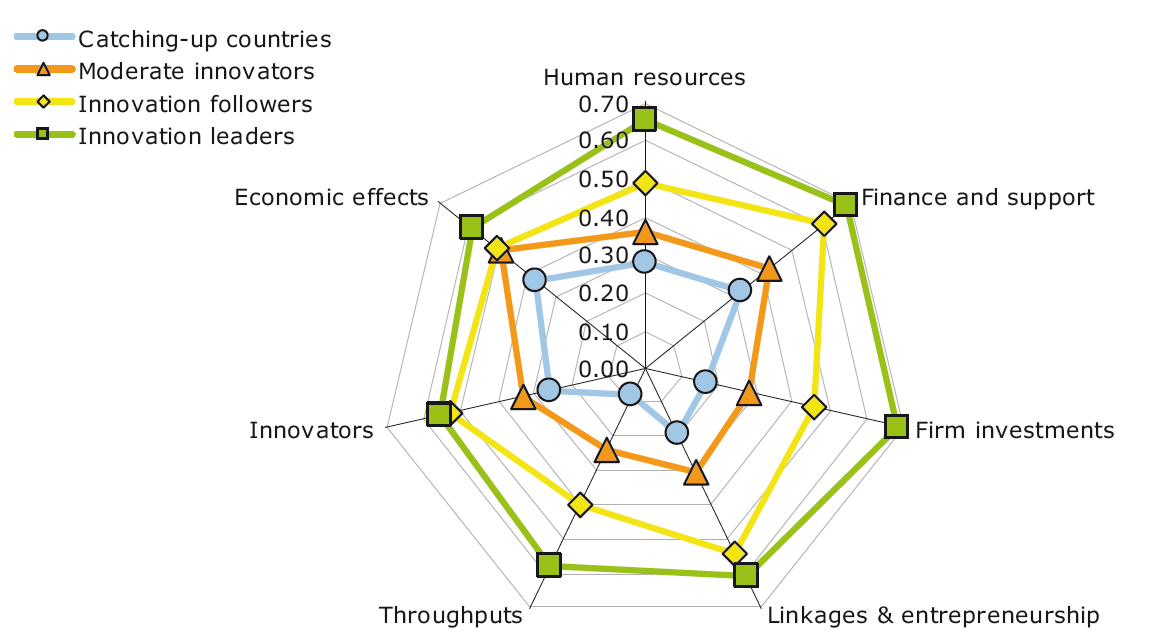 Catching-up countries
Moderate innovators
Innovation followers
Innovation leaders
Human resources
0.70
0.60
0.50
0.40
0.30
0.20
0.10
0.00
Economic effects
Finance and support
Innovators
Firm investments
Throughputs
Linkages & entrepreneurship